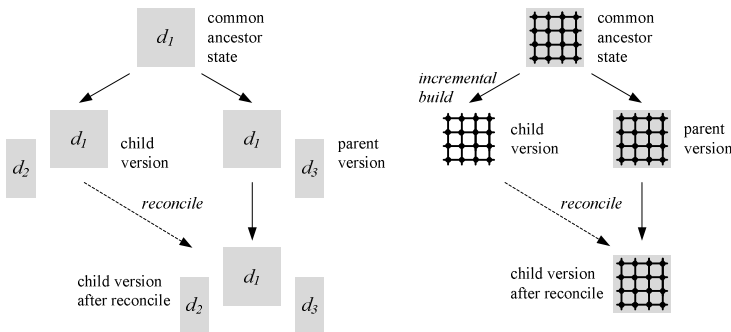 d1
common
ancestor
state
d1
child
version
d2
d1
parent
version
d3
reconcile
child version
after reconcile
d1
d2
d3
common
ancestor
state
incremental
build
child
version
parent
version
reconcile
child version
after reconcile